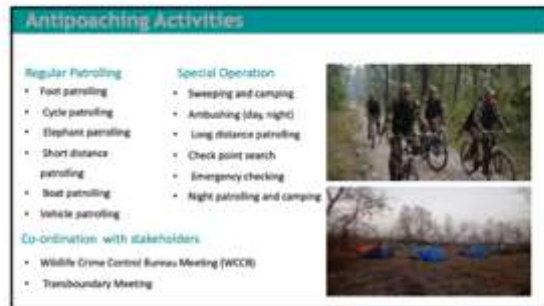 Antipoaching Activities
Regular Patrolling
• Foot patrolling
• Cycle patrolling
• Elephant patrolling
• Short distance
patrolling
• Boat patrolling
• Vehicle patrolling
Special Operation
• Sweeping and camping
• Ambushing (day, night)
• Long distance patrolling
• Check point search
• Emergency checking
• Night patrolling and camping
Co-ordination with stakeholders
• Wildlife Crime Control Bureau Meeting (WCCB)
• Transboundary Meeting